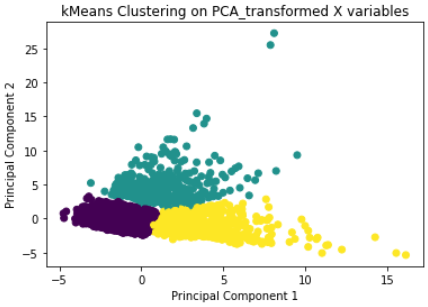 kMeans Clustering on PCA_transformed X variables
25
20
15
10
5
0
−5
Principal Component 2
−5 0 5 10 15
Principal Component 1